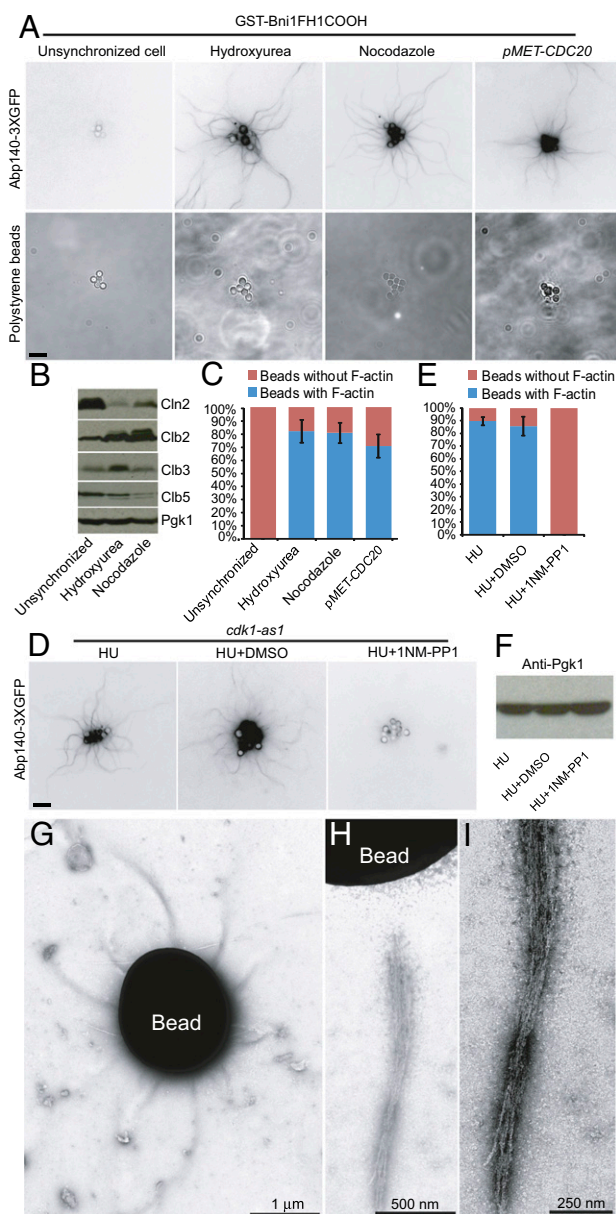 A
GST-Bni1FH1COOH
Unsynchronized cell
Hydroxyurea
Nocodazole
pMET-CDC20
Abp140-3XGFP
Polystyrene beads
B
Cln2
Clb2
Clb3
Clb5
Pgk1
Unsynchronized
Hydroxyurea
Nocodazole
C
Beads without F-actin
Beads with F-actin
100%
90%
80%
70%
60%
50%
40%
30%
20%
10%
0%
Unsynchronized
Hydroxyurea
Nocodazole
pMET-CDC20
E
Beads without F-actin
Beads with F-actin
100%
90%
80%
70%
60%
50%
40%
30%
20%
10%
0%
HU
HU+DMSO
HU+1NM-PP1
D
cdk1-as1
HU
HU+DMSO
HU+1NM-PP1
Abp140-3XGFP
F
Anti-Pgk1
HU
HU+DMSO
HU+1NM-PP1
G
Bead
1 μm
H
Bead
500 nm
I
250 nm